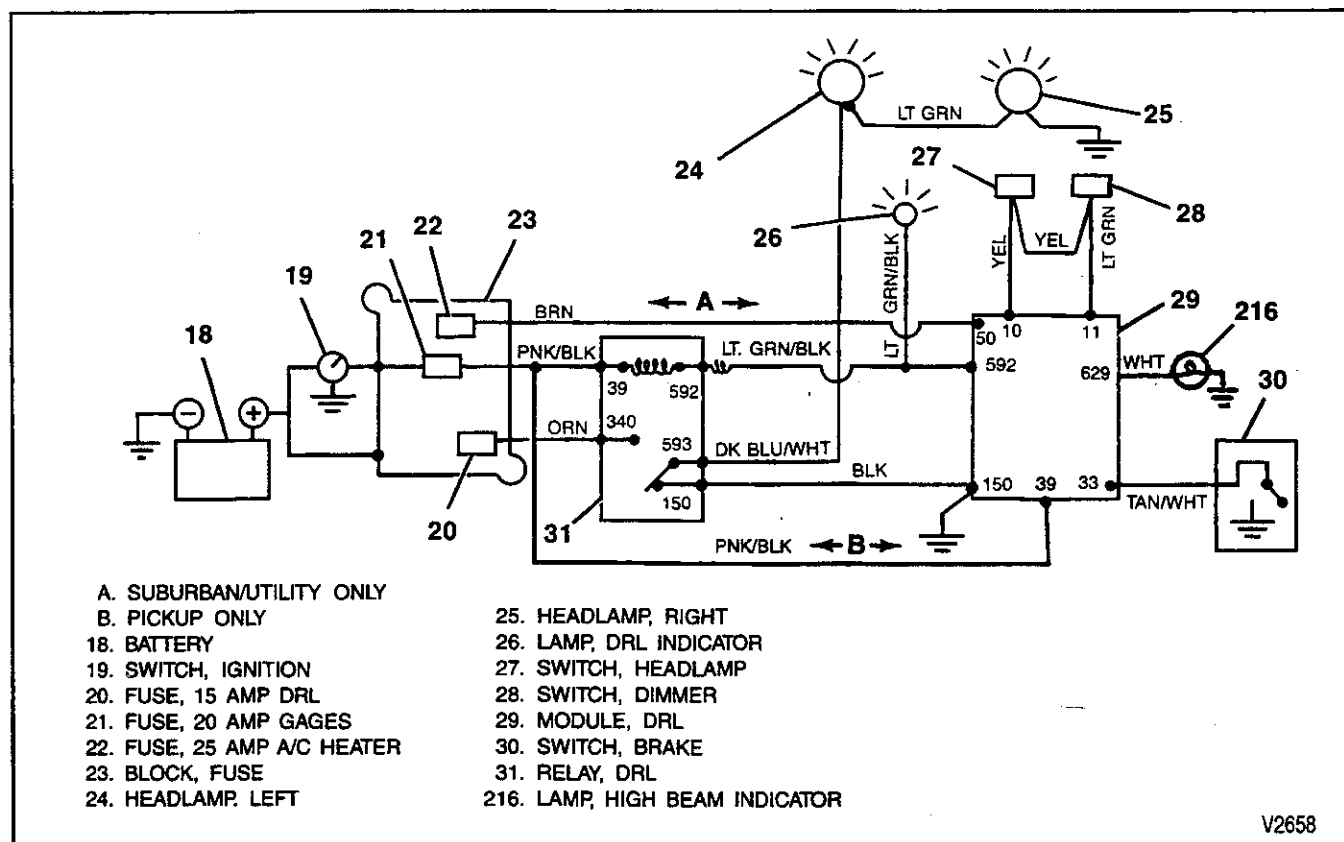 24
LT GRN
25
27
28
26
YEL
YEL
LT GRN
LT GRN/BLK
23
22
21
19
18
A
BRN
50
10
11
29
216
PNK/BLK
LT. GRN/BLK
39
592
592
629
WHT
30
340
ORN
593
DK BLU/WHT
BLK
150
150
39
33
TAN/WHT
20
31
PNK/BLK
B
A. SUBURBAN/UTILITY ONLY
B. PICKUP ONLY
18. BATTERY
19. SWITCH, IGNITION
20. FUSE, 15 AMP DRL
21. FUSE, 20 AMP GAGES
22. FUSE, 25 AMP A/C HEATER
23. BLOCK, FUSE
24. HEADLAMP. LEFT
25. HEADLAMP, RIGHT
26. LAMP, DRL INDICATOR
27. SWITCH, HEADLAMP
28. SWITCH, DIMMER
29. MODULE, DRL
30. SWITCH, BRAKE
31. RELAY, DRL
216. LAMP, HIGH BEAM INDICATOR
V2658